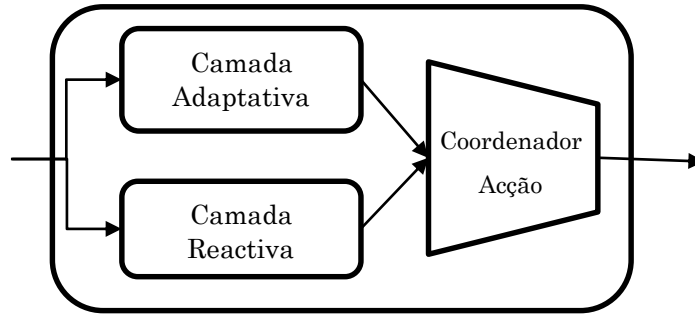 Camada
Adaptativa
Coordenador
Acção
Camada
Reactiva